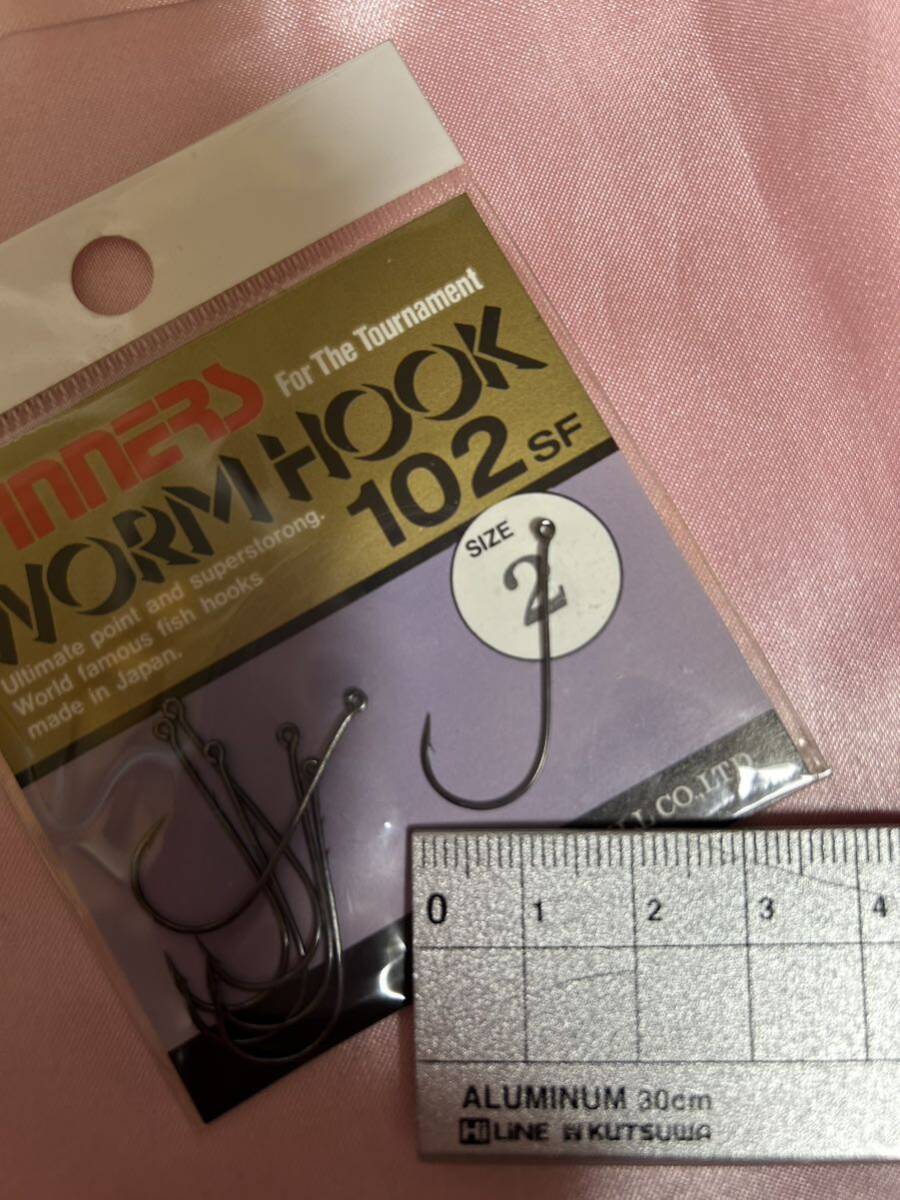 For The Tournament
INNERS
WORM HOOK
102 SF
Ultimate point and superstorong.
World famous fish hooks
made in Japan.
SIZE
2
CO.,LTD.
0 1 2 3 4
ALUMINUM 30cm
Hi LINE KUTSUWA